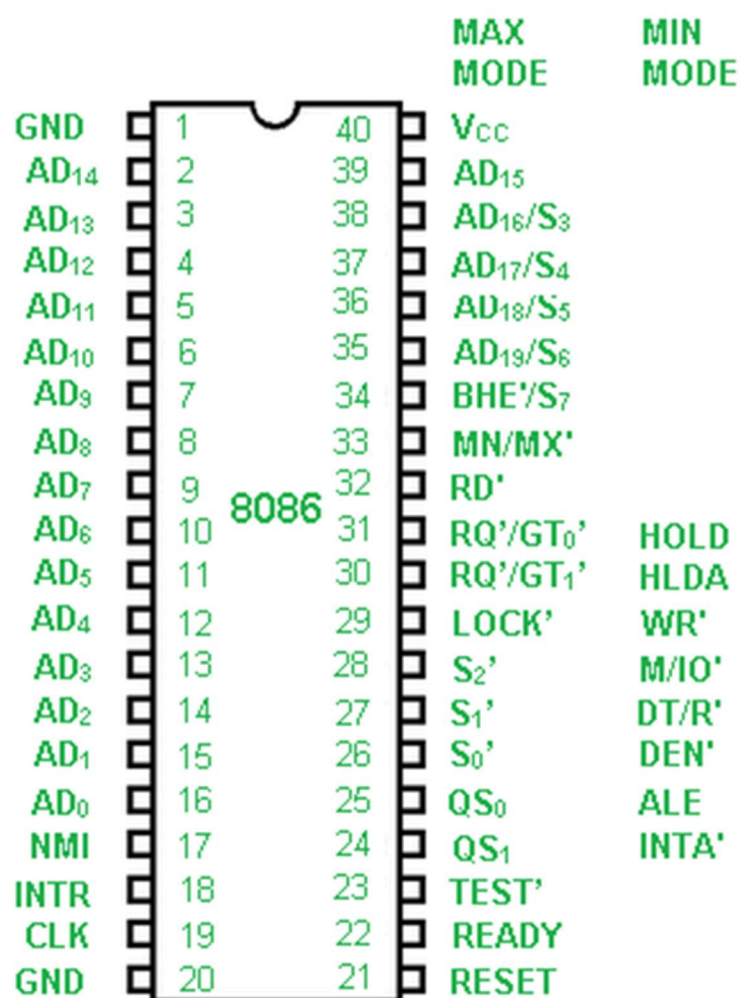 MAX MIN
MODE MODE
GND 1 40 Vcc
AD14 2 39 AD15
AD13 3 38 AD16/S3
AD12 4 37 AD17/S4
AD11 5 36 AD18/S5
AD10 6 35 AD19/S6
AD9 7 34 BHE'/S7
AD8 8 33 MN/MX'
AD7 9 32 RD'
8086
AD6 10 31 RQ'/GT0' HOLD
AD5 11 30 RQ'/GT1' HLDA
AD4 12 29 LOCK' WR'
AD3 13 28 S2' M/IO'
AD2 14 27 S1' DT/R'
AD1 15 26 S0' DEN'
AD0 16 25 QS0 ALE
NMI 17 24 QS1 INTA'
INTR 18 23 TEST'
CLK 19 22 READY
GND 20 21 RESET